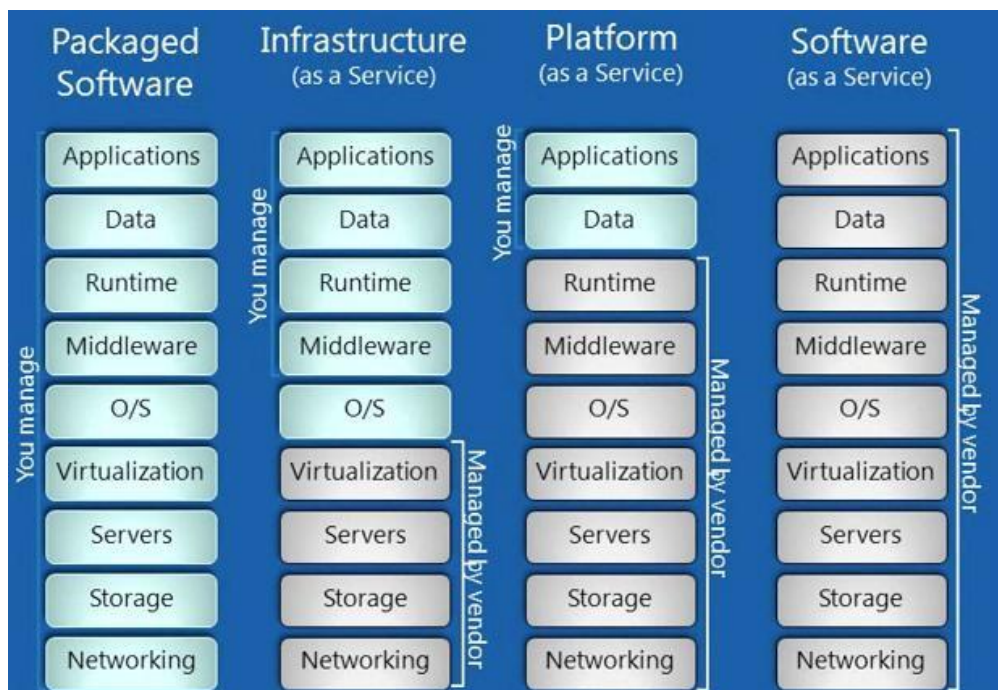 Packaged
Software
Infrastructure
(as a Service)
Platform
(as a Service)
Software
(as a Service)
You manage
Applications
Data
Runtime
Middleware
O/S
Virtualization
Servers
Storage
Networking
You manage
Applications
Data
Runtime
Middleware
O/S
Virtualization
Servers
Storage
Networking
Managed by vendor
You manage
Applications
Data
Runtime
Middleware
O/S
Virtualization
Servers
Storage
Networking
Managed by vendor
Applications
Data
Runtime
Middleware
O/S
Virtualization
Servers
Storage
Networking
Managed by vendor